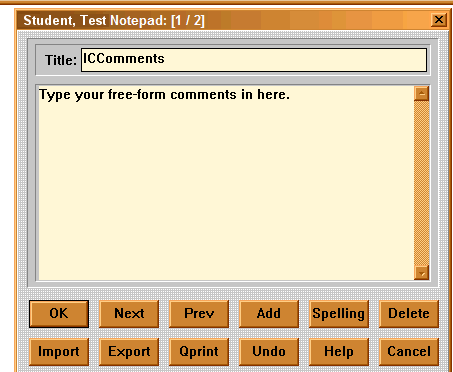 Student, Test Notepad: [1 / 2]
Title: ICComments
Type your free-form comments in here.
OK Next Prev Add Spelling Delete
Import Export Qprint Undo Help Cancel